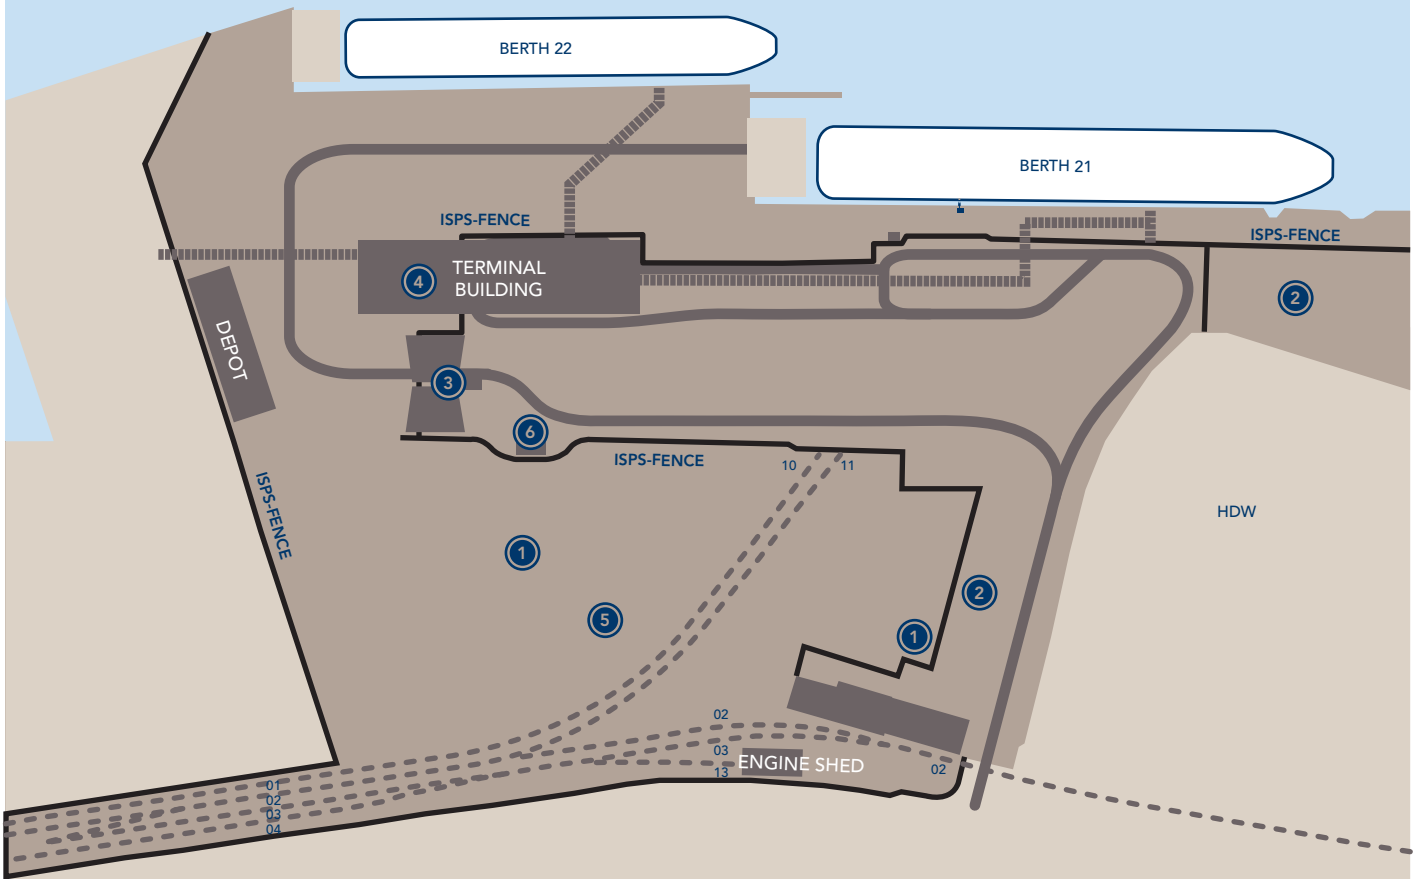 BERTH 22
BERTH 21
ISPS-FENCE
ISPS-FENCE
TERMINAL
BUILDING
4
2
DEPOT
3
6
ISPS-FENCE
10
11
ISPS-FENCE
HDW
1
2
5
1
02
03
ENGINE SHED
13
02
01
02
03
04